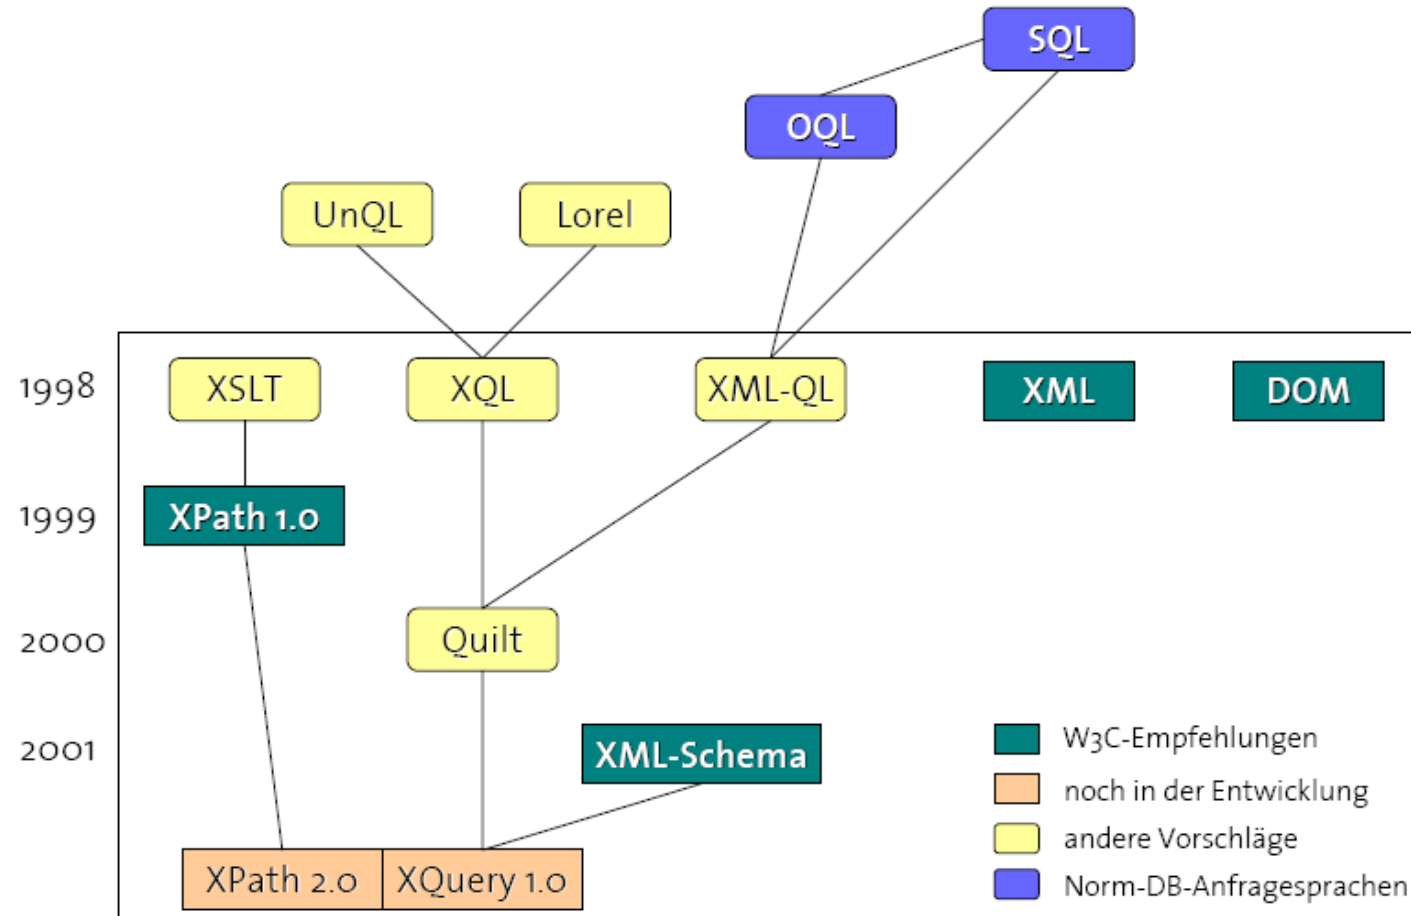 SQL
OQL
UnQL
Lorel
1998
XSLT
XQL
XML-QL
XML
DOM
1999
XPath 1.0
2000
Quilt
2001
XML-Schema
W3C-Empfehlungen
noch in der Entwicklung
andere Vorschläge
Norm-DB-Anfragesprachen
XPath 2.0
XQuery 1.0